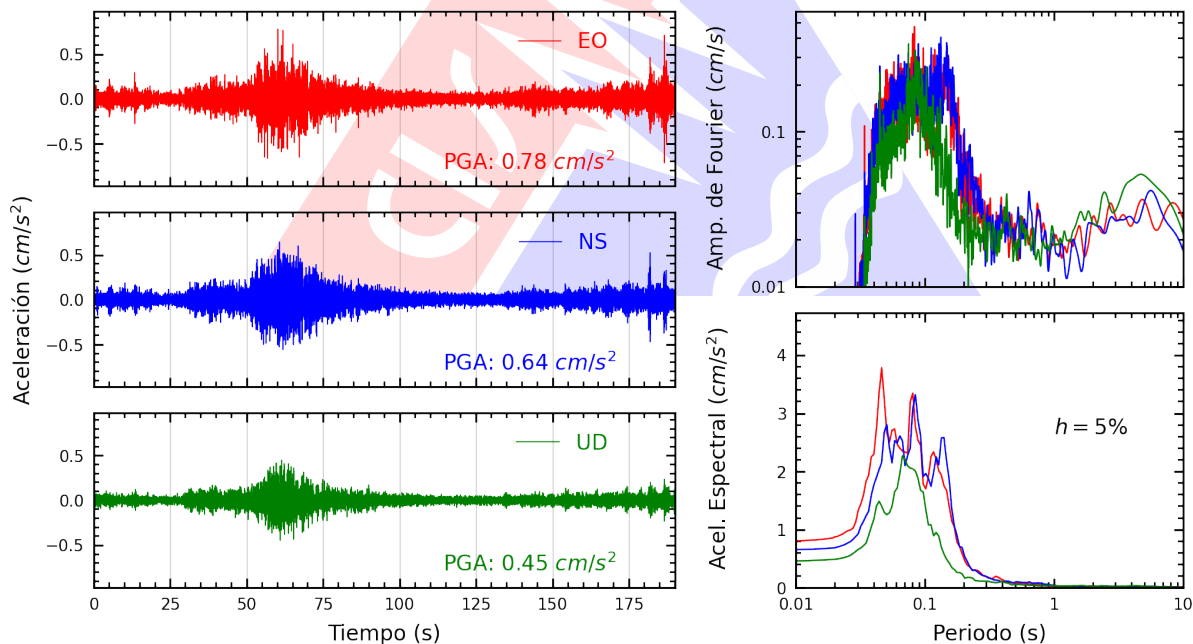 Aceleración (cm/s²)
0.5
0.0
−0.5
EO
PGA: 0.78 cm/s²
0.5
0.0
−0.5
NS
PGA: 0.64 cm/s²
0.5
0.0
−0.5
UD
PGA: 0.45 cm/s²
0 25 50 75 100 125 150 175
Tiempo (s)
Amp. de Fourier (cm/s)
0.1
0.01
Acel. Espectral (cm/s²)
4
3
2
1
0
h = 5%
0.01 0.1 1 10
Periodo (s)